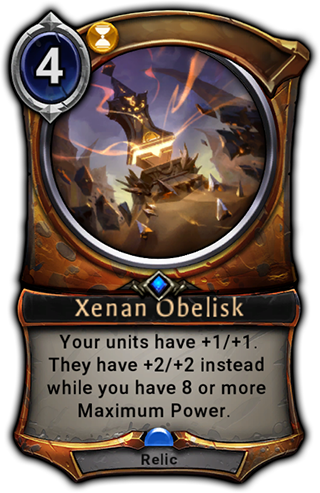 4
Xenan Obelisk
Your units have +1/+1.
They have +2/+2 instead
while you have 8 or more
Maximum Power.
Relic